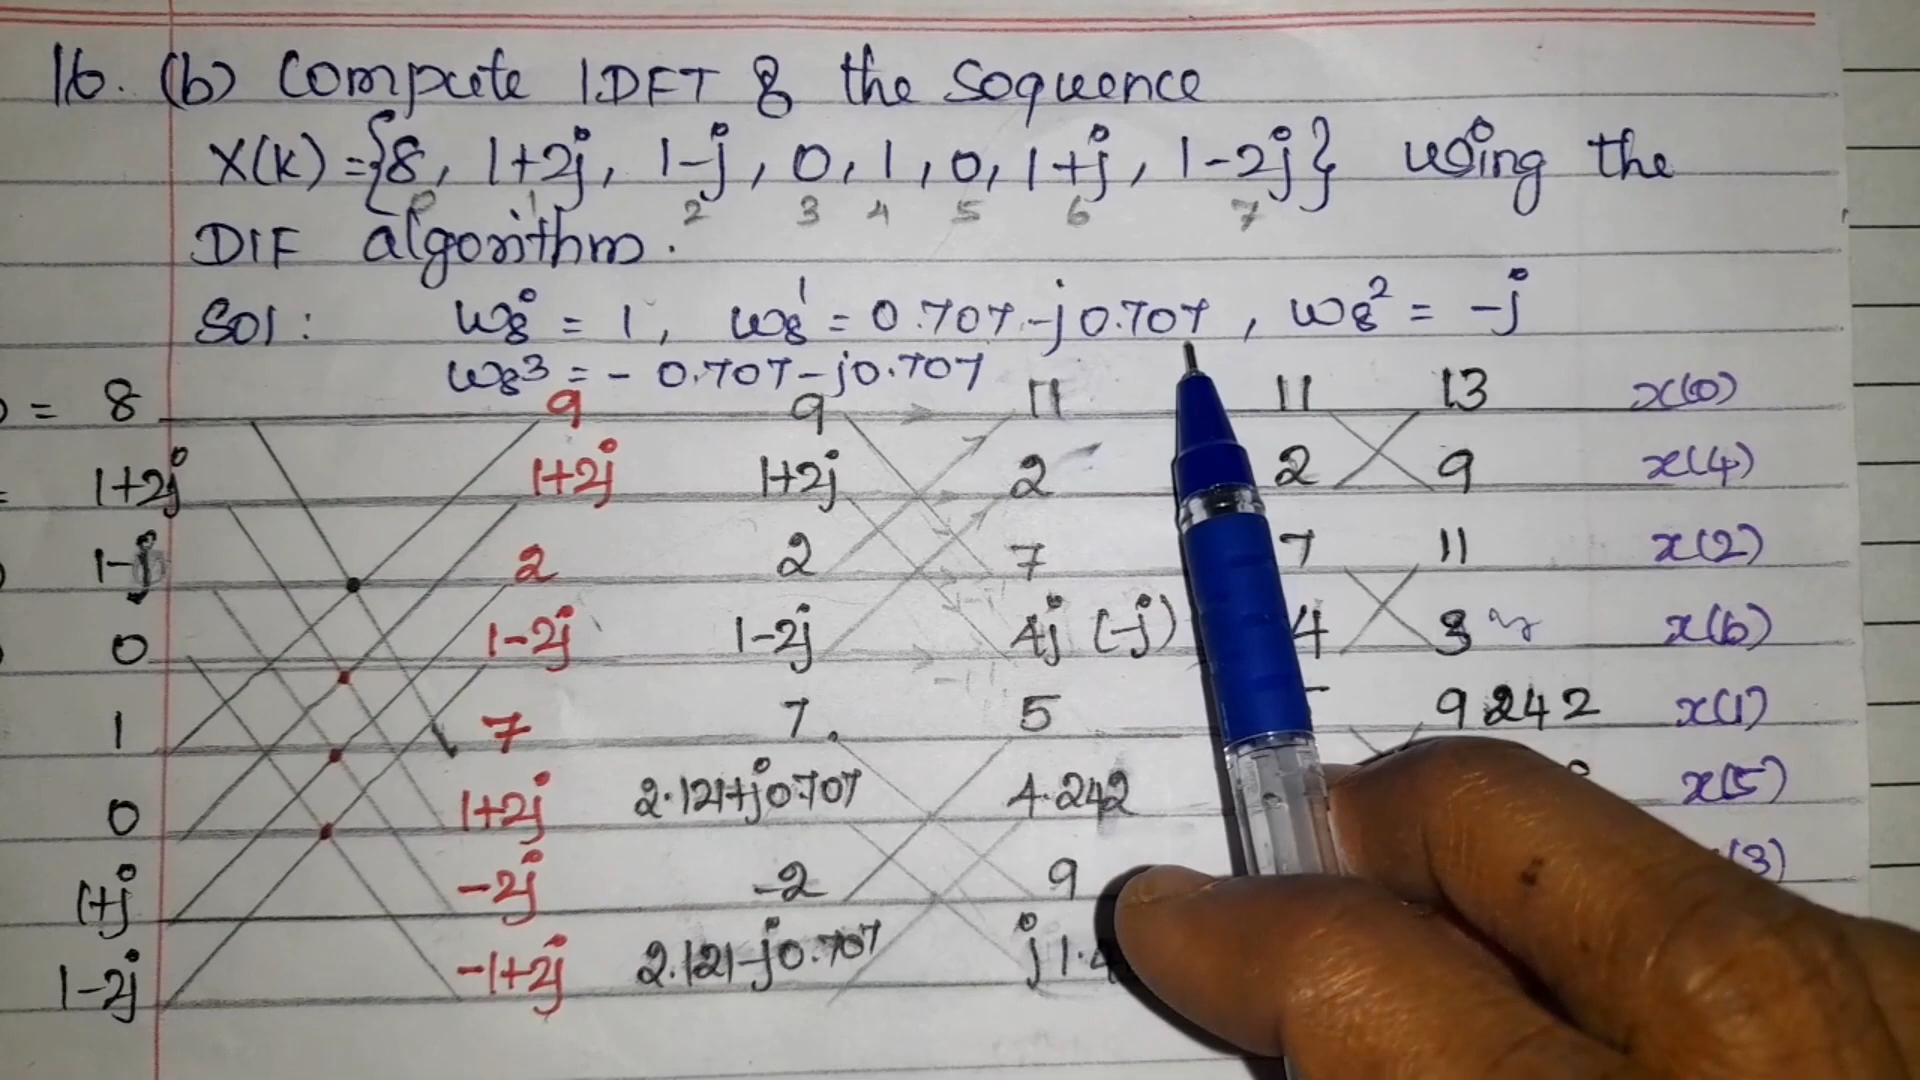 16. (b) Compute IDFT & the Sequence
X(K) = {8, 1+2j, 1-j, 0, 1, 0, 1+j, 1-2j} using the
0 1 2 3 4 5 6 7
DIF algorithm.
Sol: W8^0 = 1, W8^1 = 0.707-j0.707, W8^2 = -j
W8^3 = -0.707-j0.707
= 8 9 9 11 11 13 x(0)
1+2j 1+2j 1+2j 2 2 9 x(4)
1-j 2 2 7 7 11 x(2)
0 1-2j 1-2j 4j (-j) 4 3 x(6)
1 7 7 5 9.242 x(1)
0 1+2j 2.121+j0.707 4.242 x(5)
1+j -2j -2 9 (3)
1-2j -1+2j 2.121-j0.707 j1.4